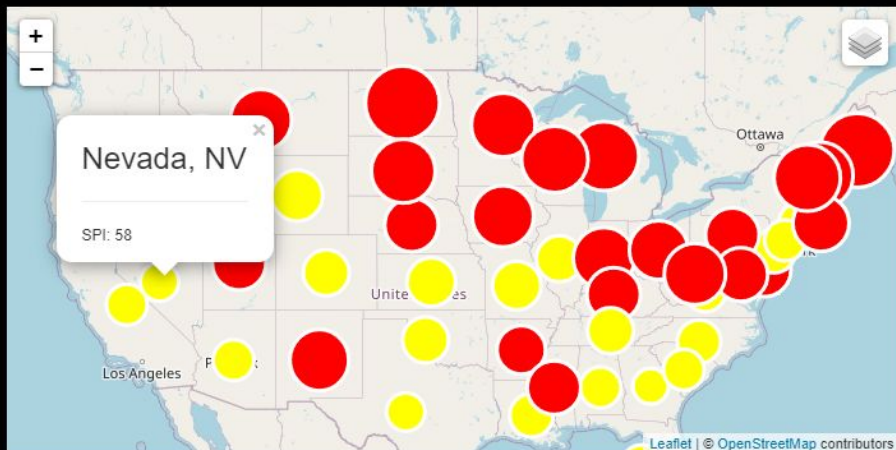 +
−
Ottawa
×
Nevada, NV
SPI: 58
Los Angeles
Leaflet | © OpenStreetMap contributors